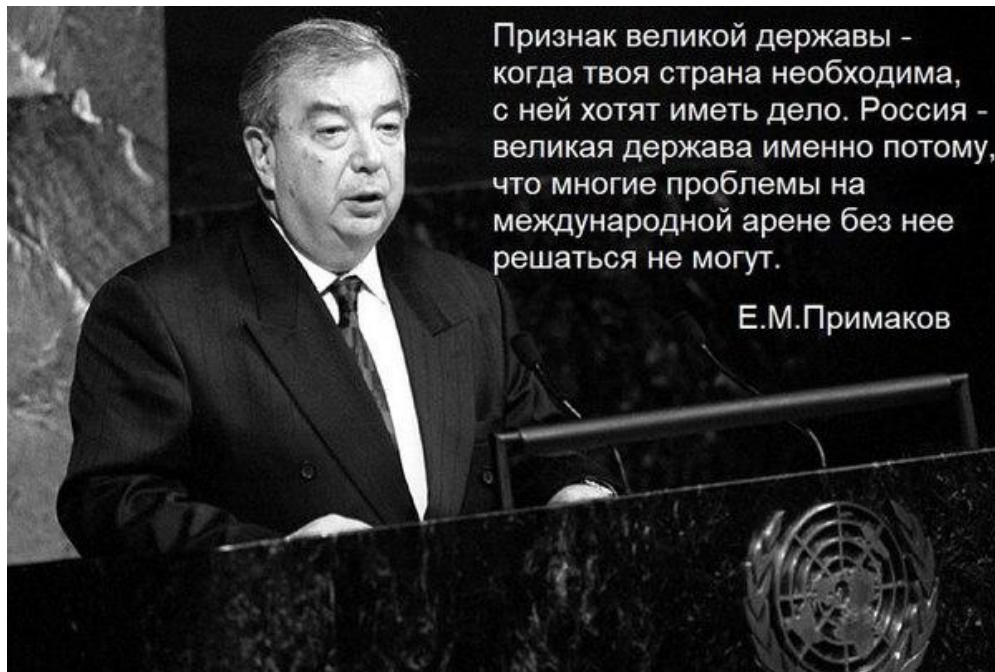 Признак великой державы -
когда твоя страна необходима,
с ней хотят иметь дело. Россия -
великая держава именно потому,
что многие проблемы на
международной арене без нее
решаться не могут.
Е.М.Примаков